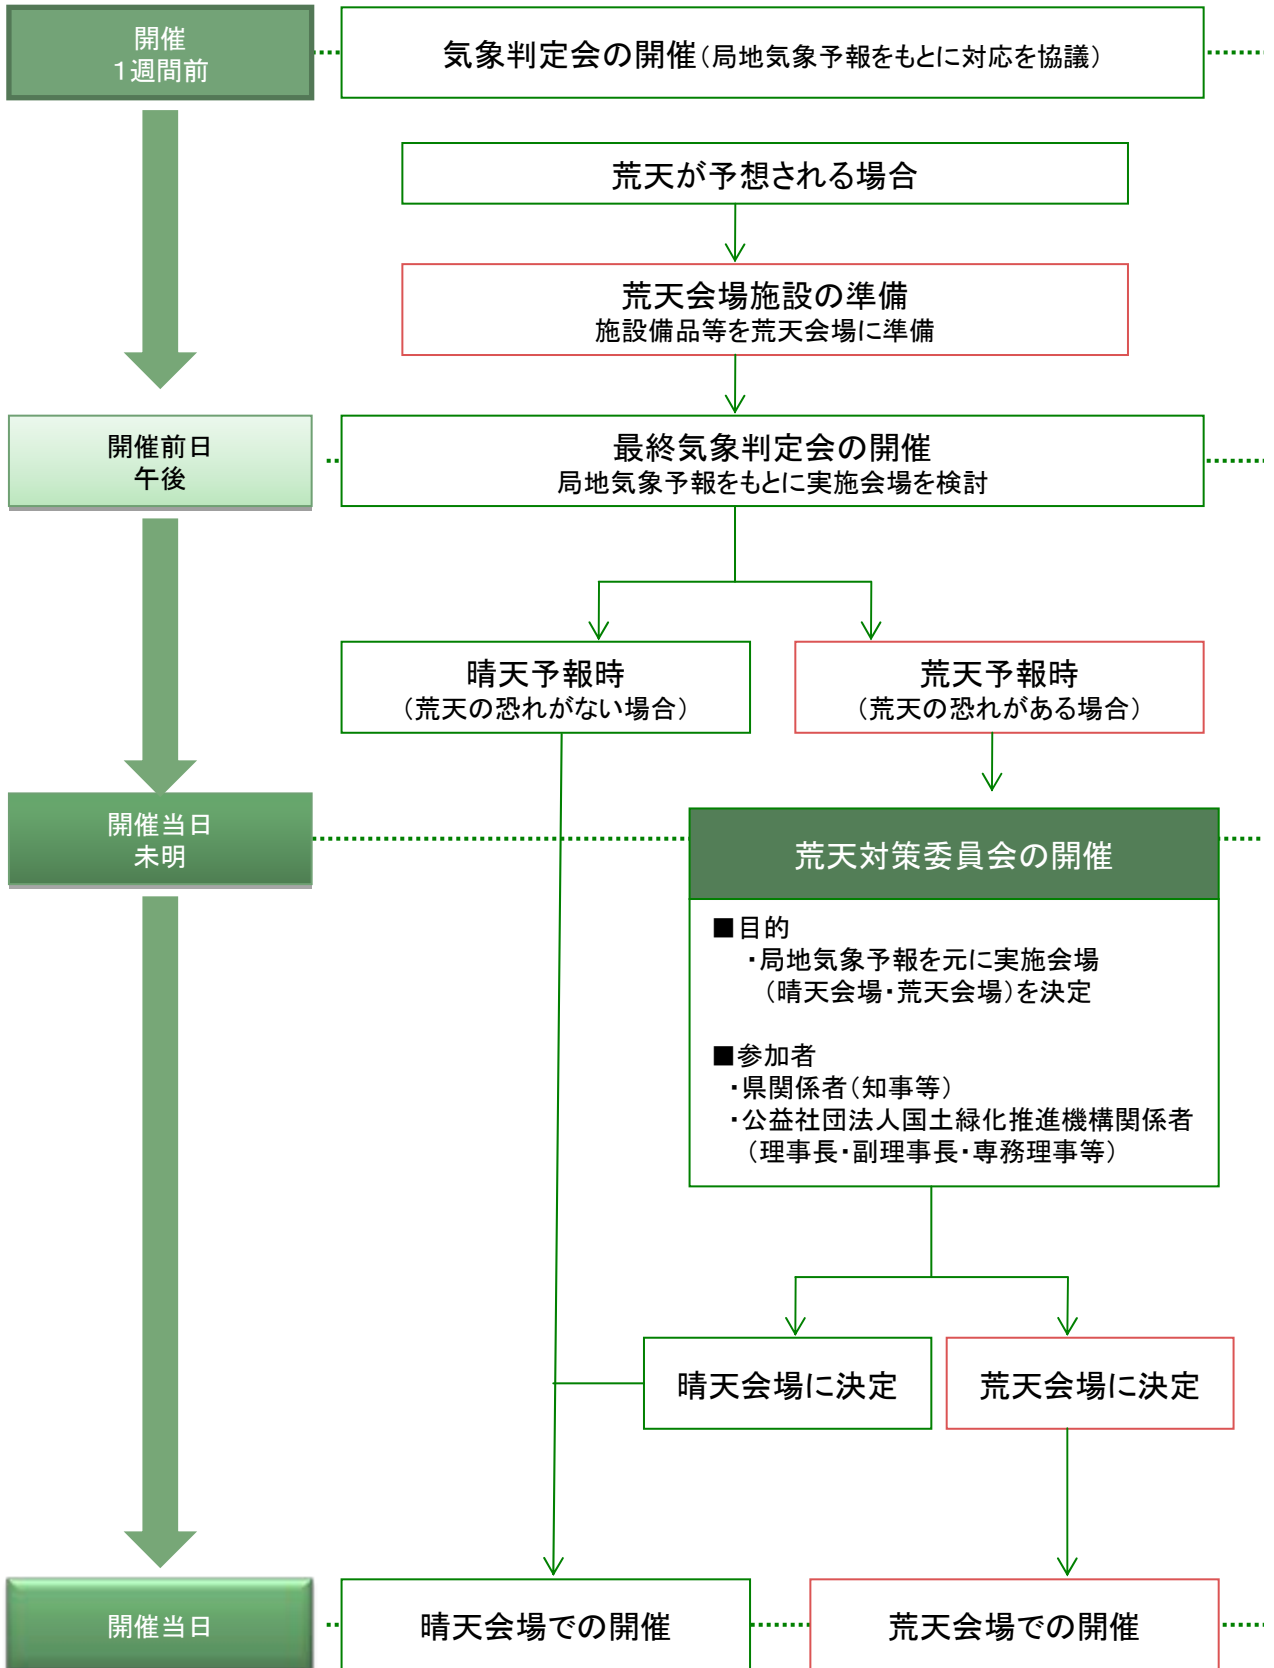 開催
1週間前
気象判定会の開催（局地気象予報をもとに対応を協議）
荒天が予想される場合
荒天会場施設の準備
施設備品等を荒天会場に準備
開催前日
午後
最終気象判定会の開催
局地気象予報をもとに実施会場を検討
晴天予報時
（荒天の恐れがない場合）
荒天予報時
（荒天の恐れがある場合）
開催当日
未明
荒天対策委員会の開催
■目的
・局地気象予報を元に実施会場
（晴天会場・荒天会場）を決定
■参加者
・県関係者（知事等）
・公益社団法人国土緑化推進機構関係者
（理事長・副理事長・専務理事等）
晴天会場に決定
荒天会場に決定
開催当日
晴天会場での開催
荒天会場での開催